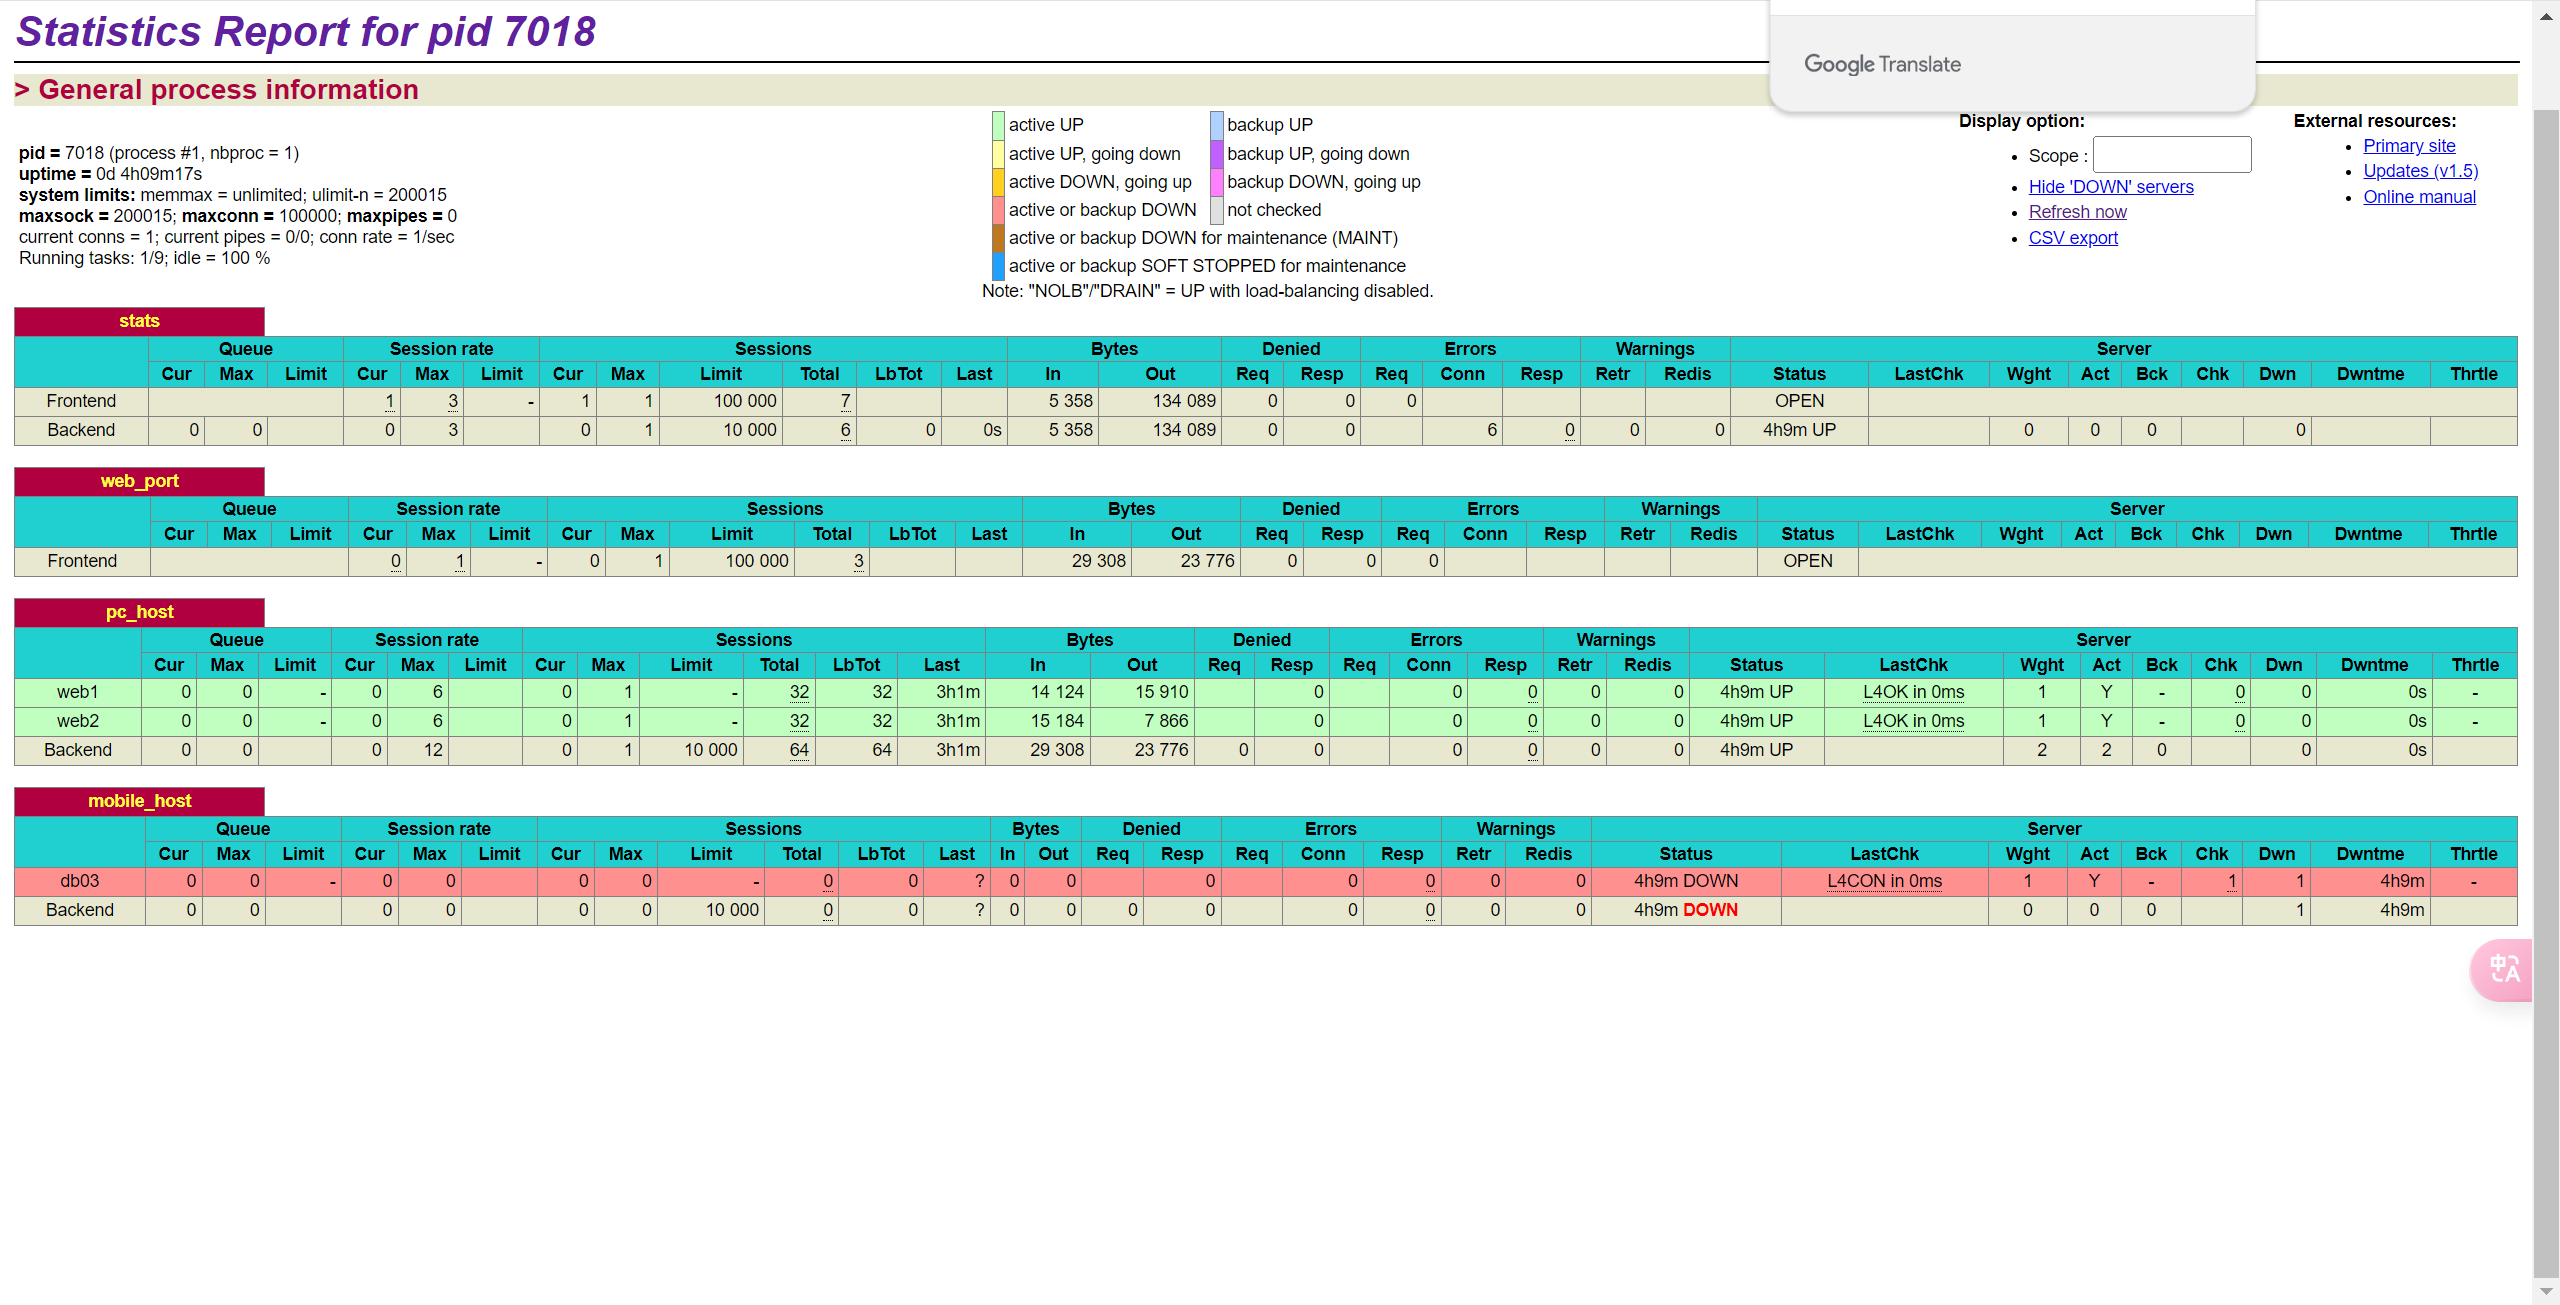 Statistics Report for pid 7018
Google Translate
> General process information
pid = 7018 (process #1, nbproc = 1)
uptime = 0d 4h09m17s
system limits: memmax = unlimited; ulimit-n = 200015
maxsock = 200015; maxconn = 100000; maxpipes = 0
current conns = 1; current pipes = 0/0; conn rate = 1/sec
Running tasks: 1/9; idle = 100 %
active UP backup UP
active UP, going down backup UP, going down
active DOWN, going up backup DOWN, going up
active or backup DOWN not checked
active or backup DOWN for maintenance (MAINT)
active or backup SOFT STOPPED for maintenance
Note: "NOLB"/"DRAIN" = UP with load-balancing disabled.
Display option:
Scope :
Hide 'DOWN' servers
Refresh now
CSV export
External resources:
Primary site
Updates (v1.5)
Online manual
stats
Queue Session rate Sessions Bytes Denied Errors Warnings Server
Cur Max Limit Cur Max Limit Cur Max Limit Total LbTot Last In Out Req Resp Req Conn Resp Retr Redis Status LastChk Wght Act Bck Chk Dwn Dwntme Thrtle
Frontend 1 3 - 1 1 100 000 7 5 358 134 089 0 0 0 OPEN
Backend 0 0 0 3 0 1 10 000 6 0 0s 5 358 134 089 0 0 6 0 0 0 4h9m UP 0 0 0 0
web_port
Queue Session rate Sessions Bytes Denied Errors Warnings Server
Cur Max Limit Cur Max Limit Cur Max Limit Total LbTot Last In Out Req Resp Req Conn Resp Retr Redis Status LastChk Wght Act Bck Chk Dwn Dwntme Thrtle
Frontend 0 1 - 0 1 100 000 3 29 308 23 776 0 0 0 OPEN
pc_host
Queue Session rate Sessions Bytes Denied Errors Warnings Server
Cur Max Limit Cur Max Limit Cur Max Limit Total LbTot Last In Out Req Resp Req Conn Resp Retr Redis Status LastChk Wght Act Bck Chk Dwn Dwntme Thrtle
web1 0 0 - 0 6 0 1 - 32 32 3h1m 14 124 15 910 0 0 0 0 0 4h9m UP L4OK in 0ms 1 Y - 0 0 0s -
web2 0 0 - 0 6 0 1 - 32 32 3h1m 15 184 7 866 0 0 0 0 0 4h9m UP L4OK in 0ms 1 Y - 0 0 0s -
Backend 0 0 0 12 0 1 10 000 64 64 3h1m 29 308 23 776 0 0 0 0 0 0 4h9m UP 2 2 0 0 0s
mobile_host
Queue Session rate Sessions Bytes Denied Errors Warnings Server
Cur Max Limit Cur Max Limit Cur Max Limit Total LbTot Last In Out Req Resp Req Conn Resp Retr Redis Status LastChk Wght Act Bck Chk Dwn Dwntme Thrtle
db03 0 0 - 0 0 0 0 - 0 0 ? 0 0 0 0 0 0 0 4h9m DOWN L4CON in 0ms 1 Y - 1 1 4h9m -
Backend 0 0 0 0 0 0 10 000 0 0 ? 0 0 0 0 0 0 0 0 4h9m DOWN 0 0 0 1 4h9m
中A